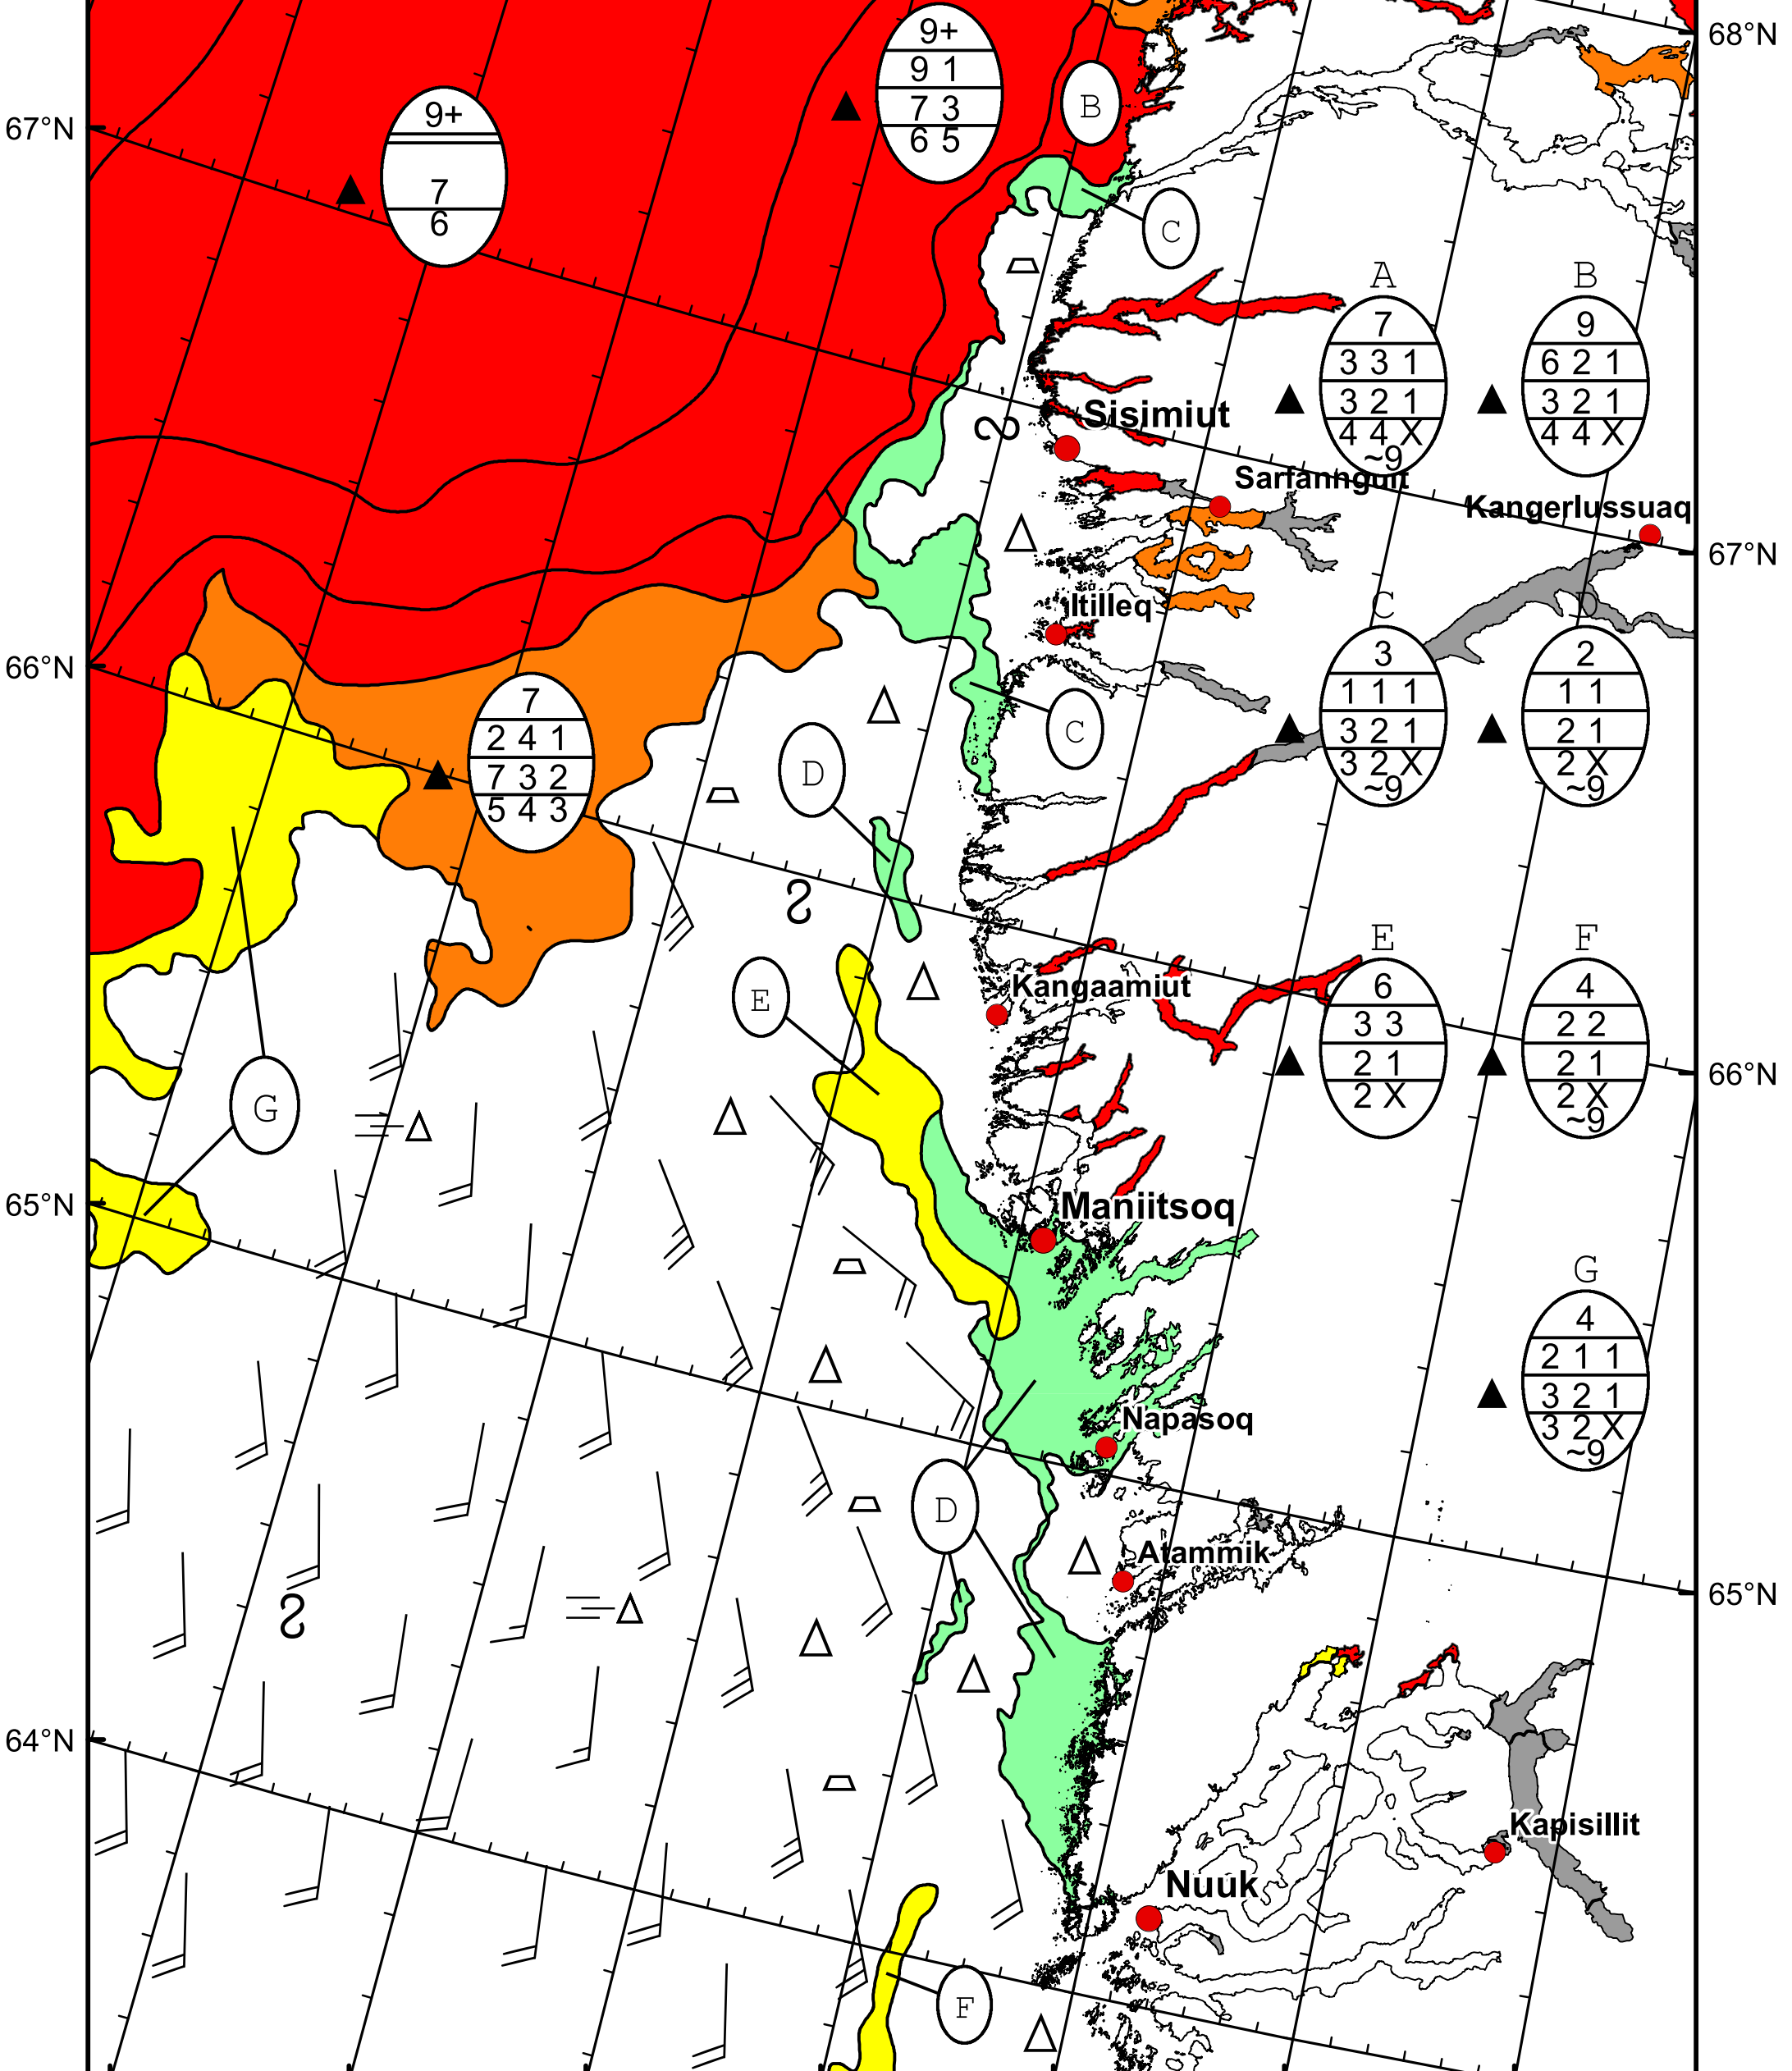 68°N
9+
9 1
7 3
6 5
B
67°N
9+
7
6
C
A
7
3 3 1
3 2 1
4 4 X
~9
B
9
6 2 1
3 2 1
4 4 X
Sisimiut
Sarfannguit
Kangerlussuaq
67°N
Itilleq
66°N
C
3
1 1 1
3 2 1
3 2 X
~9
2
1 1
2 1
2 X
~9
7
2 4 1
7 3 2
5 4 3
C
D
E
Kangaamiut
E
6
3 3
2 1
2 X
F
4
2 2
2 1
2 X
~9
66°N
G
65°N
Maniitsoq
G
4
2 1 1
3 2 1
3 2 X
~9
Napasoq
D
Atammik
65°N
64°N
Kapisillit
Nuuk
F